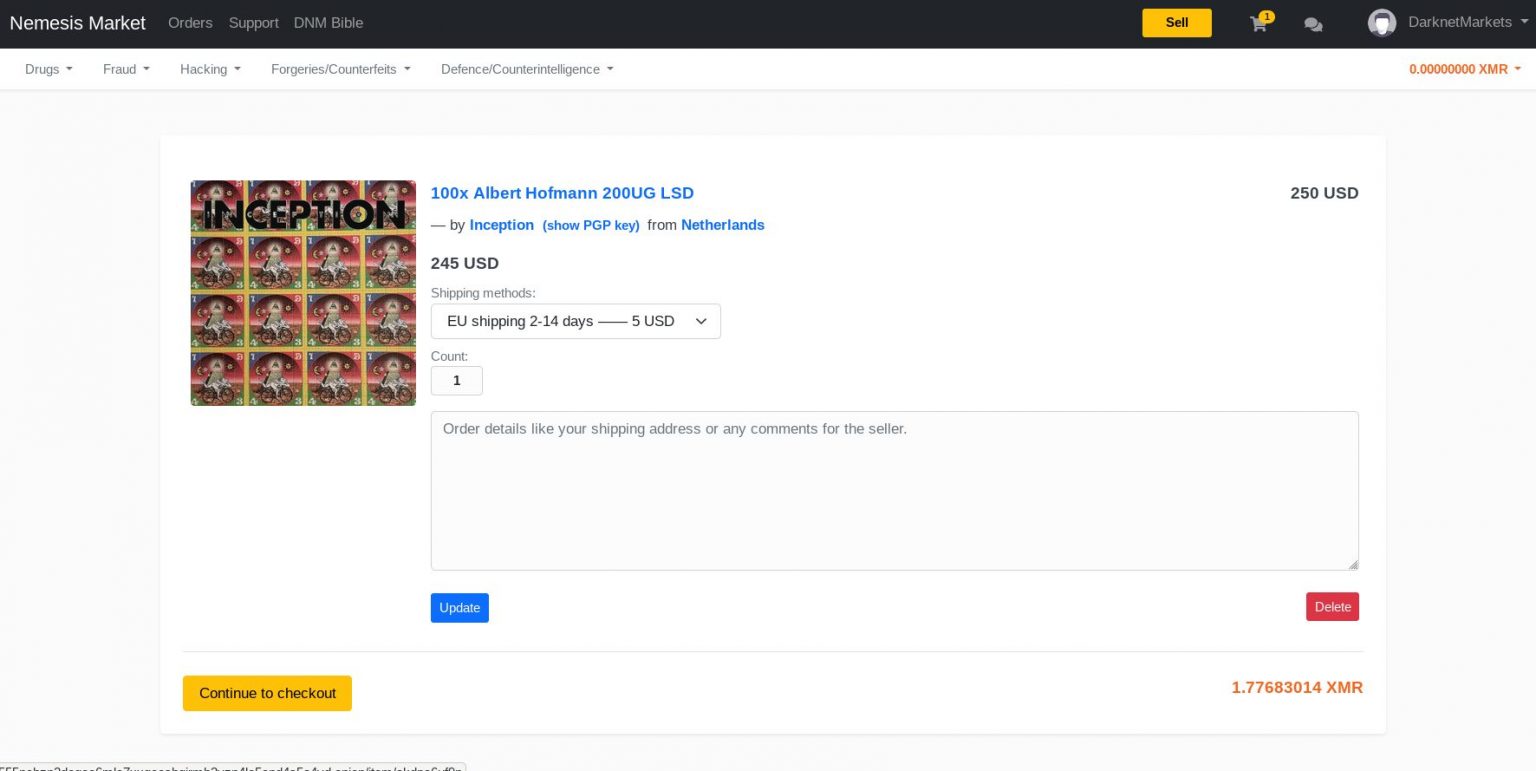 Nemesis Market Orders Support DNM Bible Sell 1 DarknetMarkets
Drugs Fraud Hacking Forgeries/Counterfeits Defence/Counterintelligence 0.00000000 XMR
INCEPTION
100x Albert Hofmann 200UG LSD 250 USD
— by Inception (show PGP key) from Netherlands
245 USD
Shipping methods:
EU shipping 2-14 days —— 5 USD
Count:
1
Order details like your shipping address or any comments for the seller.
Update Delete
Continue to checkout 1.77683014 XMR